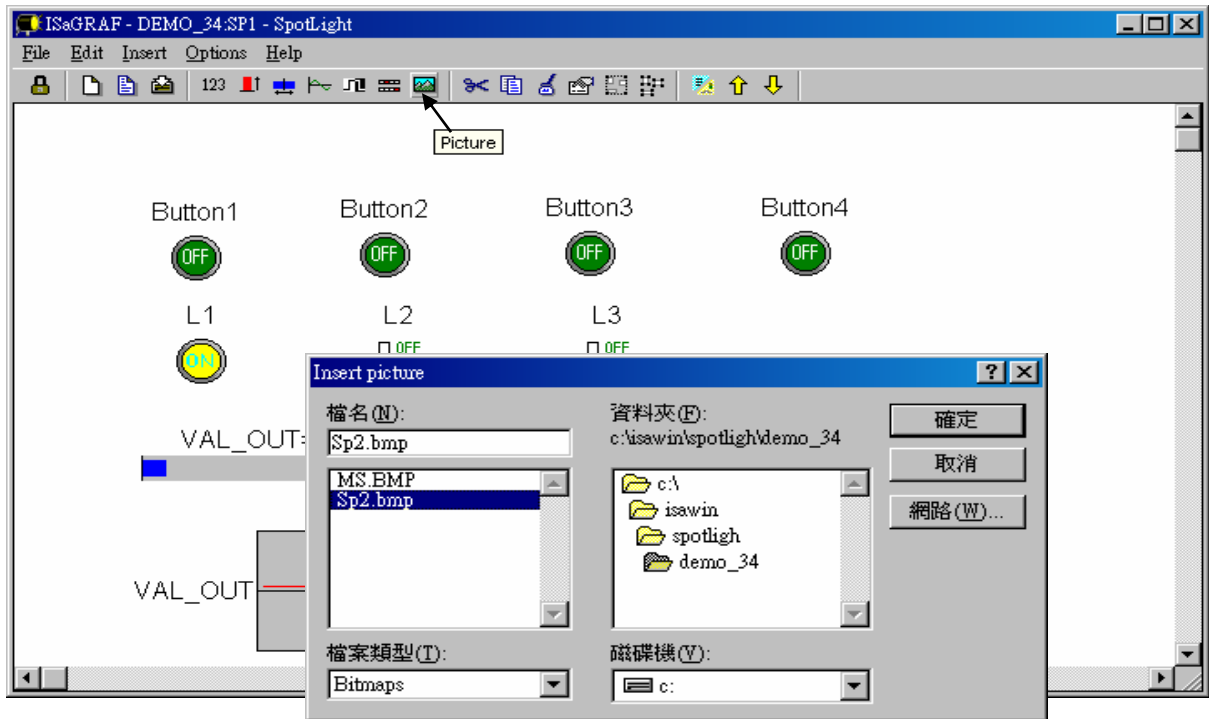 ISaGRAF - DEMO_34:SP1 - SpotLight
File Edit Insert Options Help
123
Picture
Button1 Button2 Button3 Button4
OFF OFF OFF OFF
L1 L2 L3
ON OFF OFF
Insert picture
檔名(N): 資料夾(F):
Sp2.bmp c:\isawin\spotligh\demo_34 確定
取消
MS.BMP c:\
Sp2.bmp isawin 網路(W)...
spotligh
demo_34
檔案類型(T): 磁碟機(V):
Bitmaps c:
VAL_OUT=
VAL_OUT